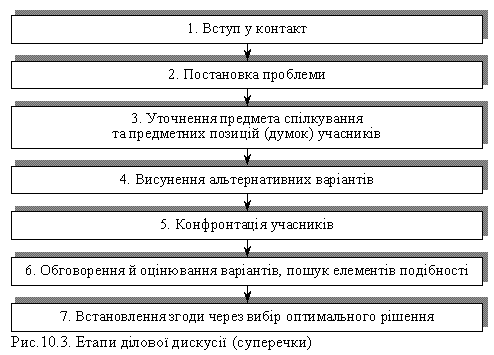 1. Вступ у контакт
2. Постановка проблеми
3. Уточнення предмета спілкування
та предметних позицій (думок) учасників
4. Висунення альтернативних варіантів
5. Конфронтація учасників
6. Обговорення й оцінювання варіантів, пошук елементів подібності
7. Встановлення згоди через вибір оптимального рішення
Рис.10.3. Етапи ділової дискусії (суперечки)